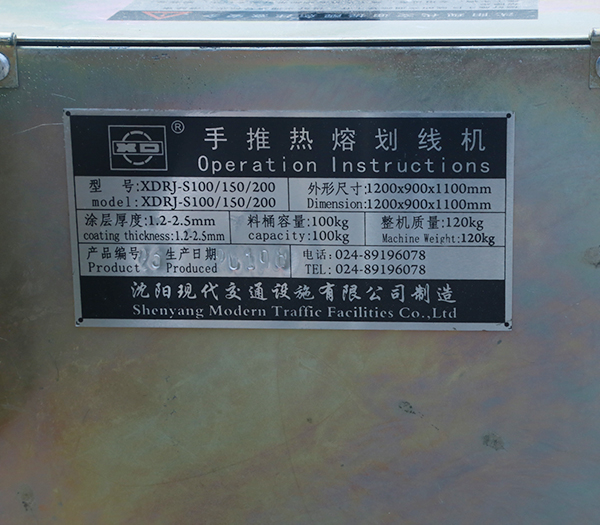 XD ®
手推热熔划线机
Operation Instructions
型 号:XDRJ-S100/150/200 外形尺寸:1200x900x1100mm
model:XDRJ-S100/150/200 Dimension:1200x900x1100mm
涂层厚度:1.2-2.5mm 料桶容量:100kg 整机质量:120kg
coating thickness:1.2-2.5mm capacity:100kg Machine Weight:120kg
产品编号 生产日期 电话: 024-89196078
Product Produced TEL: 024-89196078
沈阳现代交通设施有限公司制造
Shenyang Modern Traffic Facilities Co.,Ltd